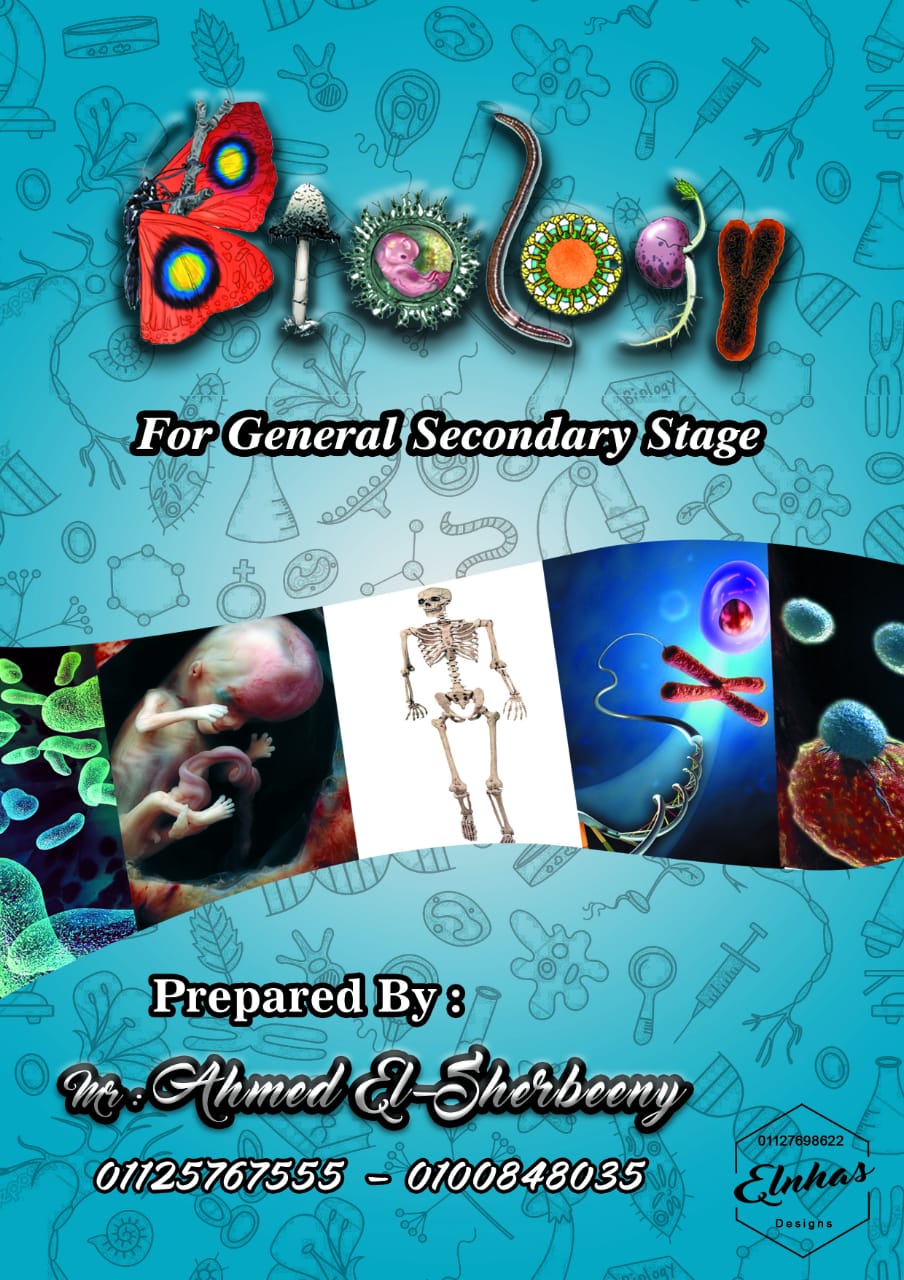 Biology
For General Secondary Stage
Prepared By :
Mr : Ahmed El-Sherbeeny
01125767555 - 0100848035
01127698622
Elnhas
Designs